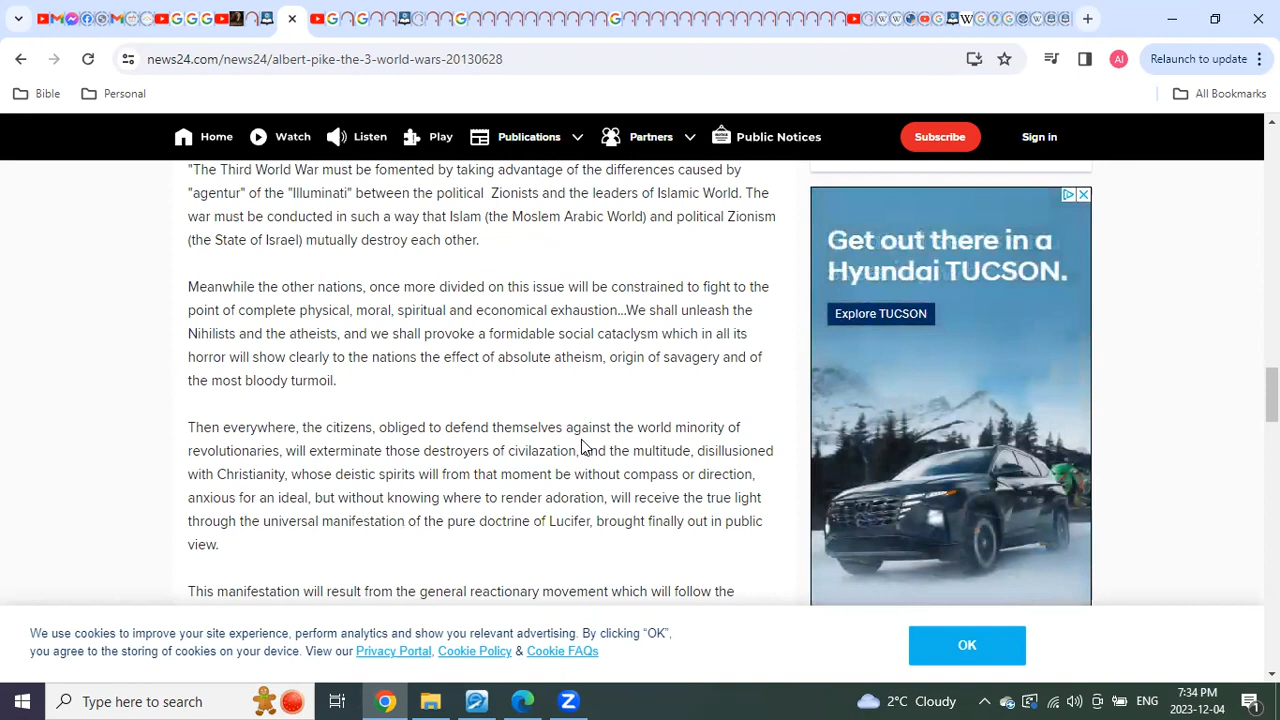 news24.com/news24/albert-pike-the-3-world-wars-20130628
AI
Relaunch to update
Bible
Personal
All Bookmarks
Home
Watch
Listen
Play
Publications
Partners
Public Notices
Subscribe
Sign in
"The Third World War must be fomented by taking advantage of the differences caused by
"agentur" of the "Illuminati" between the political Zionists and the leaders of Islamic World. The
war must be conducted in such a way that Islam (the Moslem Arabic World) and political Zionism
(the State of Israel) mutually destroy each other.
Meanwhile the other nations, once more divided on this issue will be constrained to fight to the
point of complete physical, moral, spiritual and economical exhaustion...We shall unleash the
Nihilists and the atheists, and we shall provoke a formidable social cataclysm which in all its
horror will show clearly to the nations the effect of absolute atheism, origin of savagery and of
the most bloody turmoil.
Then everywhere, the citizens, obliged to defend themselves against the world minority of
revolutionaries, will exterminate those destroyers of civilazation, and the multitude, disillusioned
with Christianity, whose deistic spirits will from that moment be without compass or direction,
anxious for an ideal, but without knowing where to render adoration, will receive the true light
through the universal manifestation of the pure doctrine of Lucifer, brought finally out in public
view.
This manifestation will result from the general reactionary movement which will follow the
Get out there in a
Hyundai TUCSON.
Explore TUCSON
We use cookies to improve your site experience, perform analytics and show you relevant advertising. By clicking "OK",
you agree to the storing of cookies on your device. View our Privacy Portal, Cookie Policy & Cookie FAQs
OK
Type here to search
2°C Cloudy
ENG
7:34 PM
2023-12-04
1